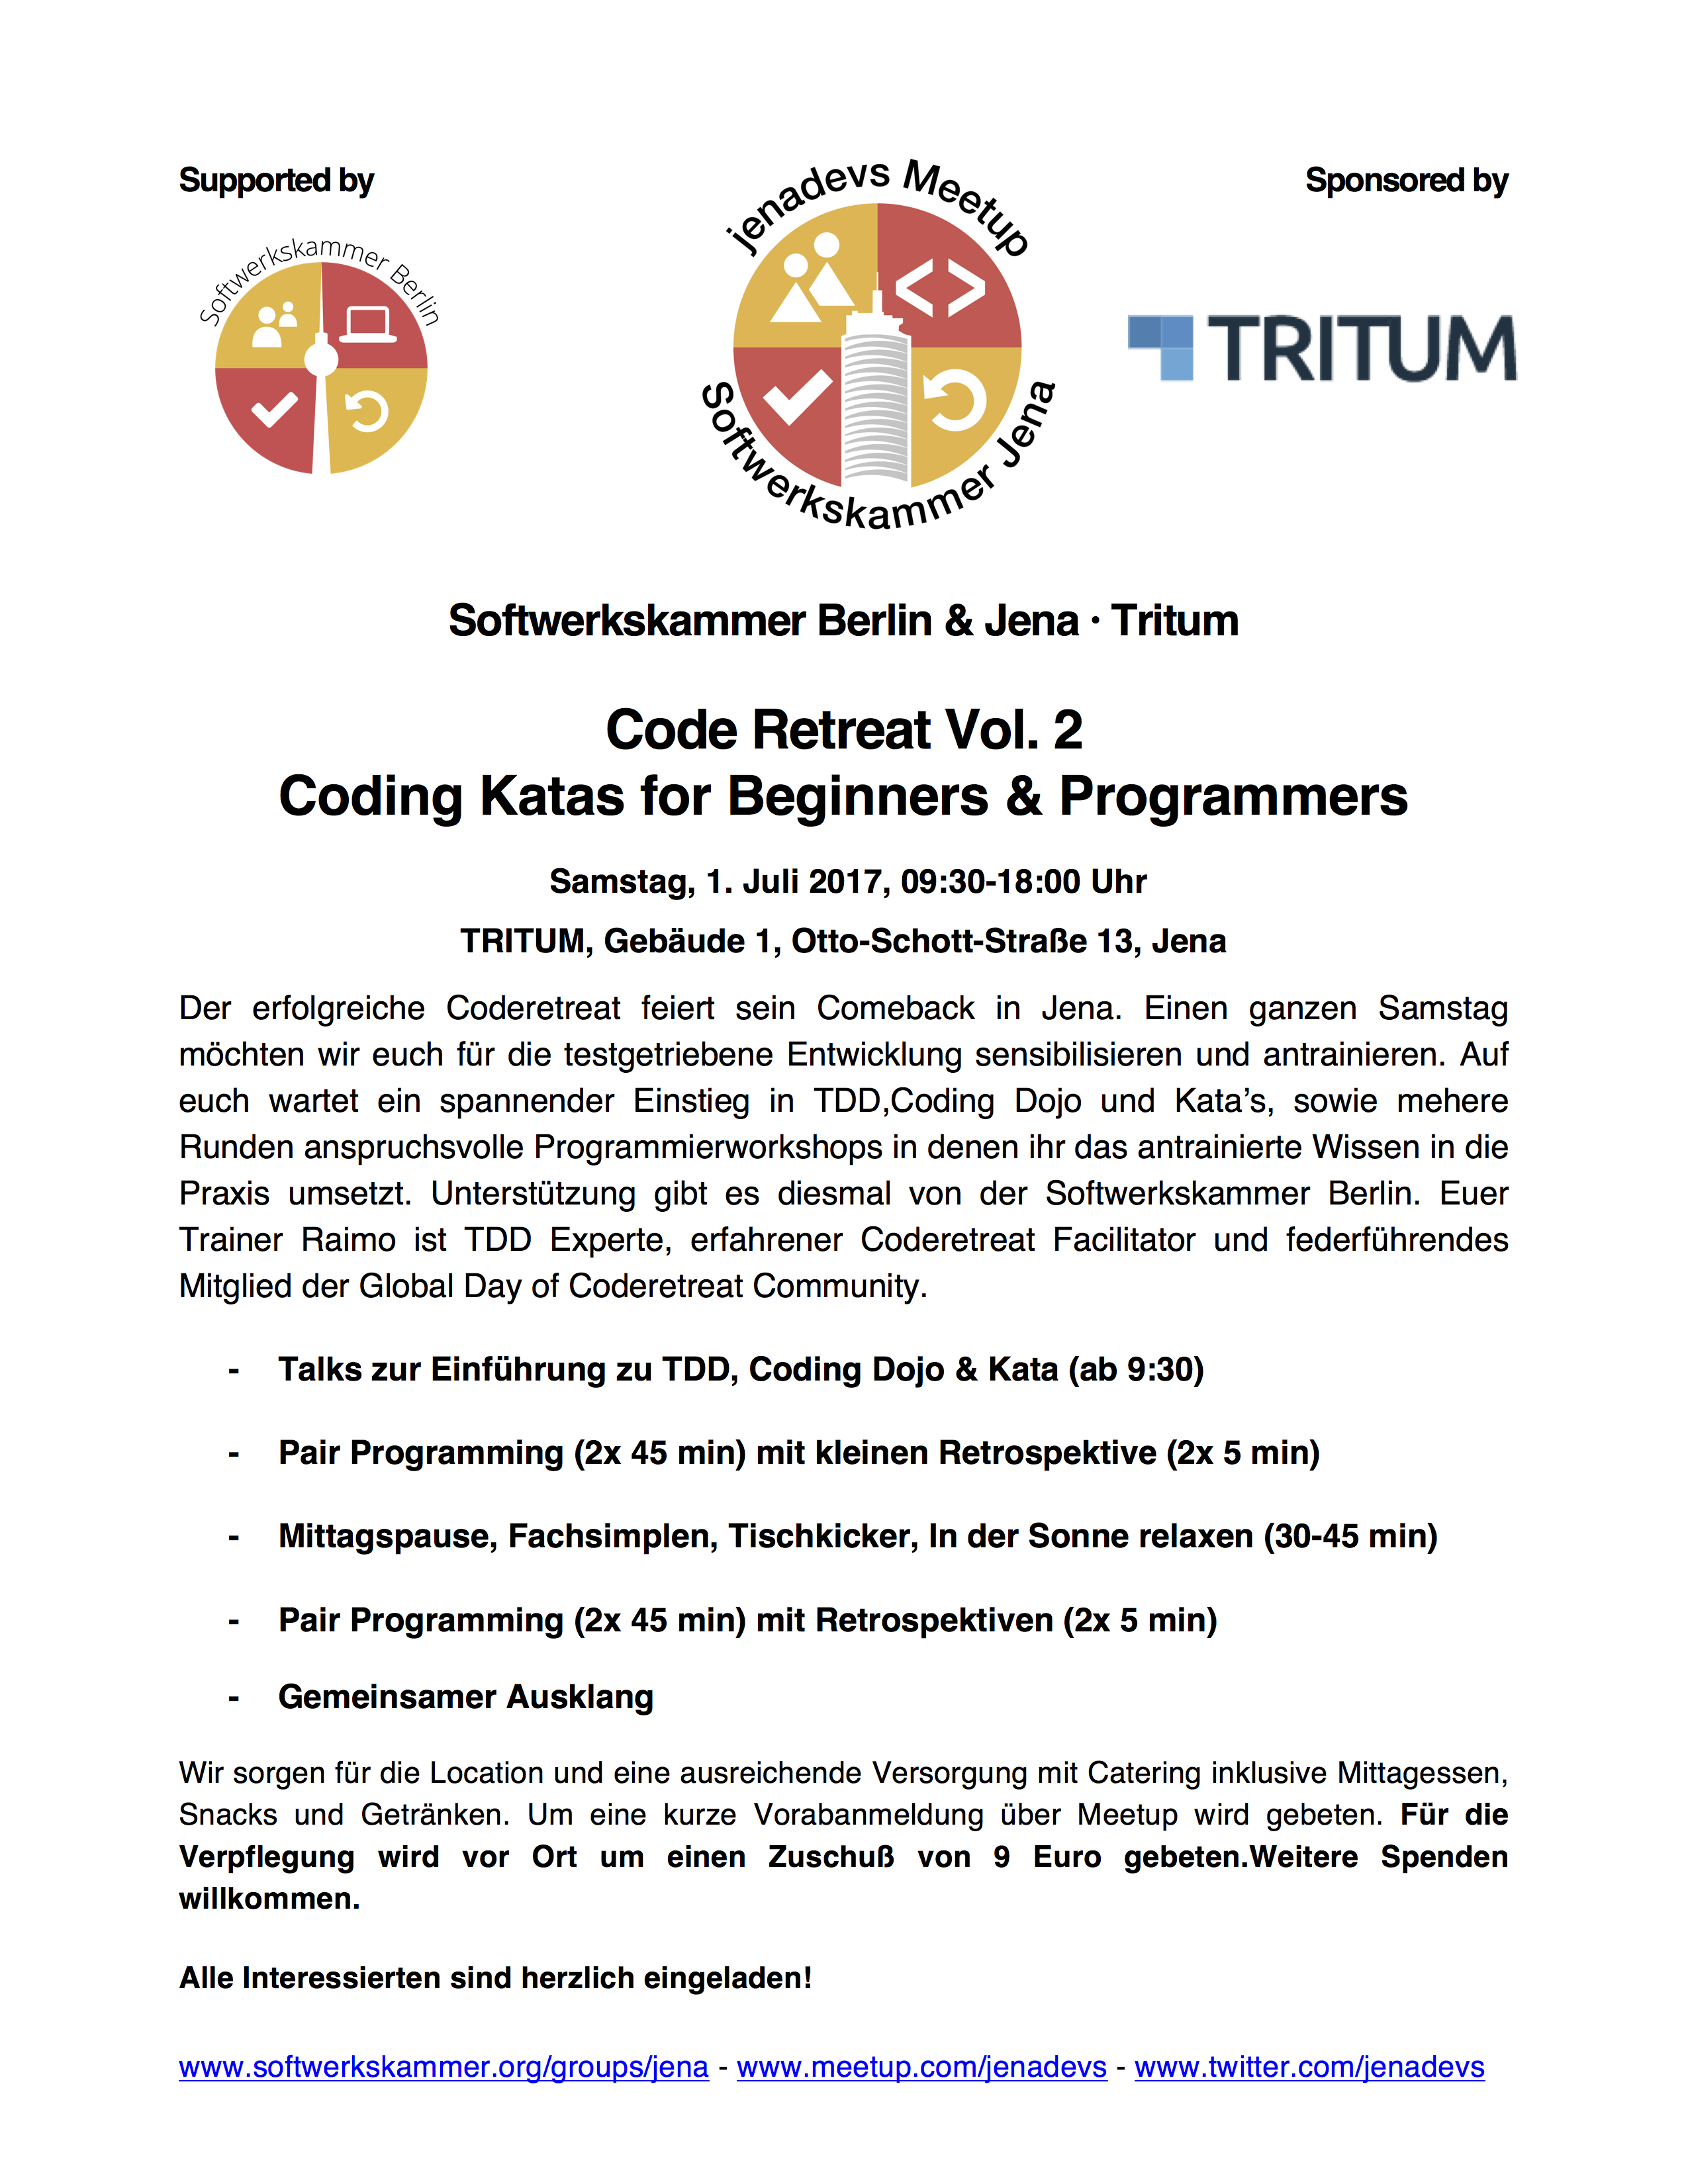 Supported by
jenadevs Meetup
Sponsored by
Softwerkskammer Berlin
TRITUM
Softwerkskammer Jena
Softwerkskammer Berlin & Jena · Tritum
Code Retreat Vol. 2
Coding Katas for Beginners & Programmers
Samstag, 1. Juli 2017, 09:30-18:00 Uhr
TRITUM, Gebäude 1, Otto-Schott-Straße 13, Jena
Der erfolgreiche Coderetreat feiert sein Comeback in Jena. Einen ganzen Samstag
möchten wir euch für die testgetriebene Entwicklung sensibilisieren und antrainieren. Auf
euch wartet ein spannender Einstieg in TDD,Coding Dojo und Kata’s, sowie mehere
Runden anspruchsvolle Programmierworkshops in denen ihr das antrainierte Wissen in die
Praxis umsetzt. Unterstützung gibt es diesmal von der Softwerkskammer Berlin. Euer
Trainer Raimo ist TDD Experte, erfahrener Coderetreat Facilitator und federführendes
Mitglied der Global Day of Coderetreat Community.
- Talks zur Einführung zu TDD, Coding Dojo & Kata (ab 9:30)
- Pair Programming (2x 45 min) mit kleinen Retrospektive (2x 5 min)
- Mittagspause, Fachsimplen, Tischkicker, In der Sonne relaxen (30-45 min)
- Pair Programming (2x 45 min) mit Retrospektiven (2x 5 min)
- Gemeinsamer Ausklang
Wir sorgen für die Location und eine ausreichende Versorgung mit Catering inklusive Mittagessen,
Snacks und Getränken. Um eine kurze Vorabanmeldung über Meetup wird gebeten. Für die
Verpflegung wird vor Ort um einen Zuschuß von 9 Euro gebeten.Weitere Spenden
willkommen.
Alle Interessierten sind herzlich eingeladen!
www.softwerkskammer.org/groups/jena - www.meetup.com/jenadevs - www.twitter.com/jenadevs